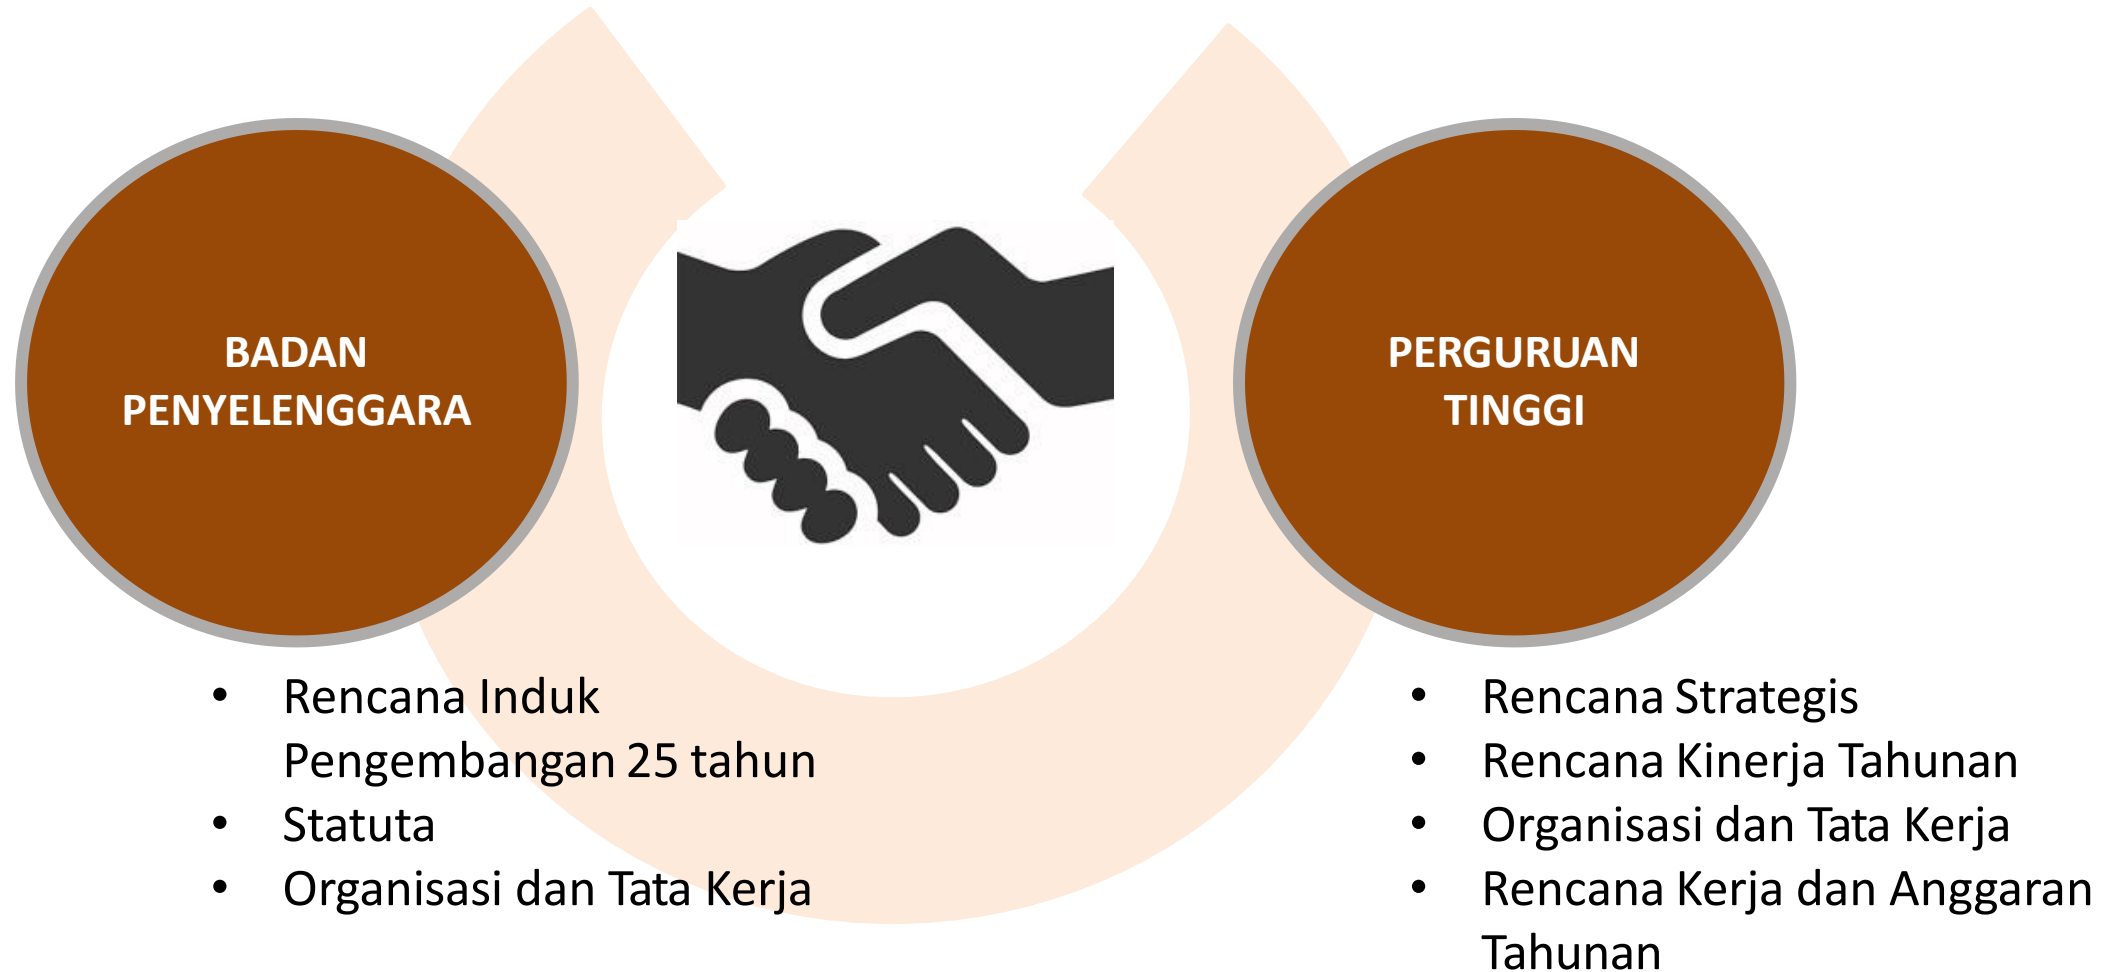 BADAN
PENYELENGGARA
• Rencana Induk
Pengembangan 25 tahun
• Statuta
• Organisasi dan Tata Kerja
PERGURUAN
TINGGI
• Rencana Strategis
• Rencana Kinerja Tahunan
• Organisasi dan Tata Kerja
• Rencana Kerja dan Anggaran
Tahunan